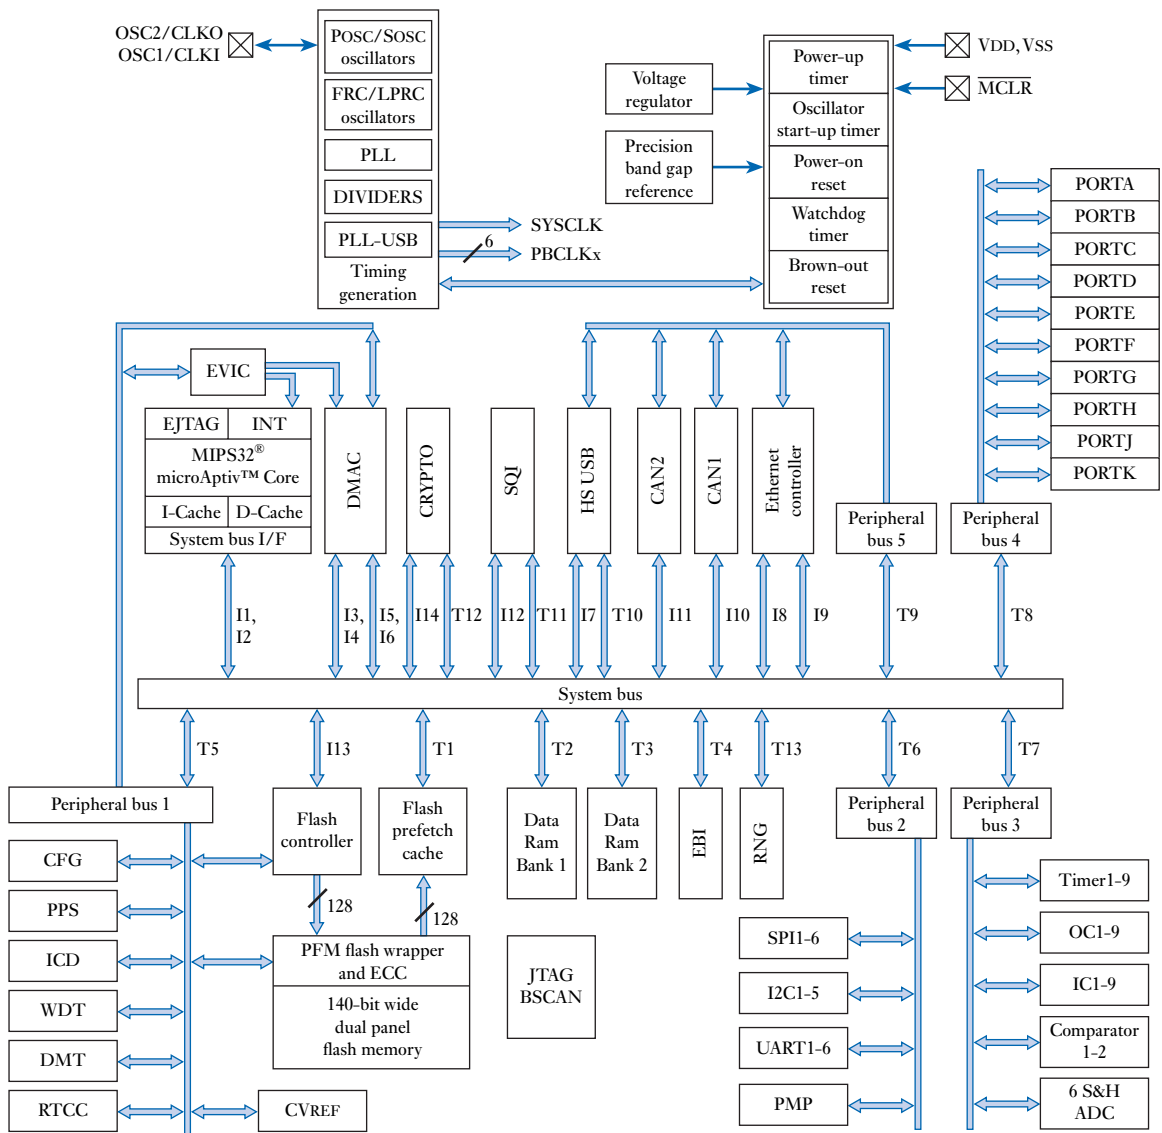 OSC2/CLKO
OSC1/CLKI
POSC/SOSC
oscillators
FRC/LPRC
oscillators
PLL
DIVIDERS
PLL-USB
Timing
generation
SYSCLK
6
PBCLKx
Voltage
regulator
Precision
band gap
reference
Power-up
timer
Oscillator
start-up timer
Power-on
reset
Watchdog
timer
Brown-out
reset
VDD, VSS
MCLR
PORTA
PORTB
PORTC
PORTD
PORTE
PORTF
PORTG
PORTH
PORTJ
PORTK
EVIC
EJTAG
INT
MIPS32®
microAptiv™ Core
I-Cache
D-Cache
System bus I/F
DMAC
CRYPTO
SQI
HS USB
CAN2
CAN1
Ethernet
controller
Peripheral
bus 5
Peripheral
bus 4
I1,
I2
I3,
I4
I5,
I6
I14
T12
I12
T11
I7
T10
I11
I10
I8
I9
T9
T8
System bus
T5
I13
T1
T2
T3
T4
T13
T6
T7
Peripheral bus 1
Flash
controller
Flash
prefetch
cache
Data
Ram
Bank 1
Data
Ram
Bank 2
EBI
RNG
Peripheral
bus 2
Peripheral
bus 3
CFG
PPS
ICD
WDT
DMT
RTCC
128
128
PFM flash wrapper
and ECC
140-bit wide
dual panel
flash memory
CVREF
JTAG
BSCAN
SPI1-6
I2C1-5
UART1-6
PMP
Timer1-9
OC1-9
IC1-9
Comparator
1-2
6 S&H
ADC